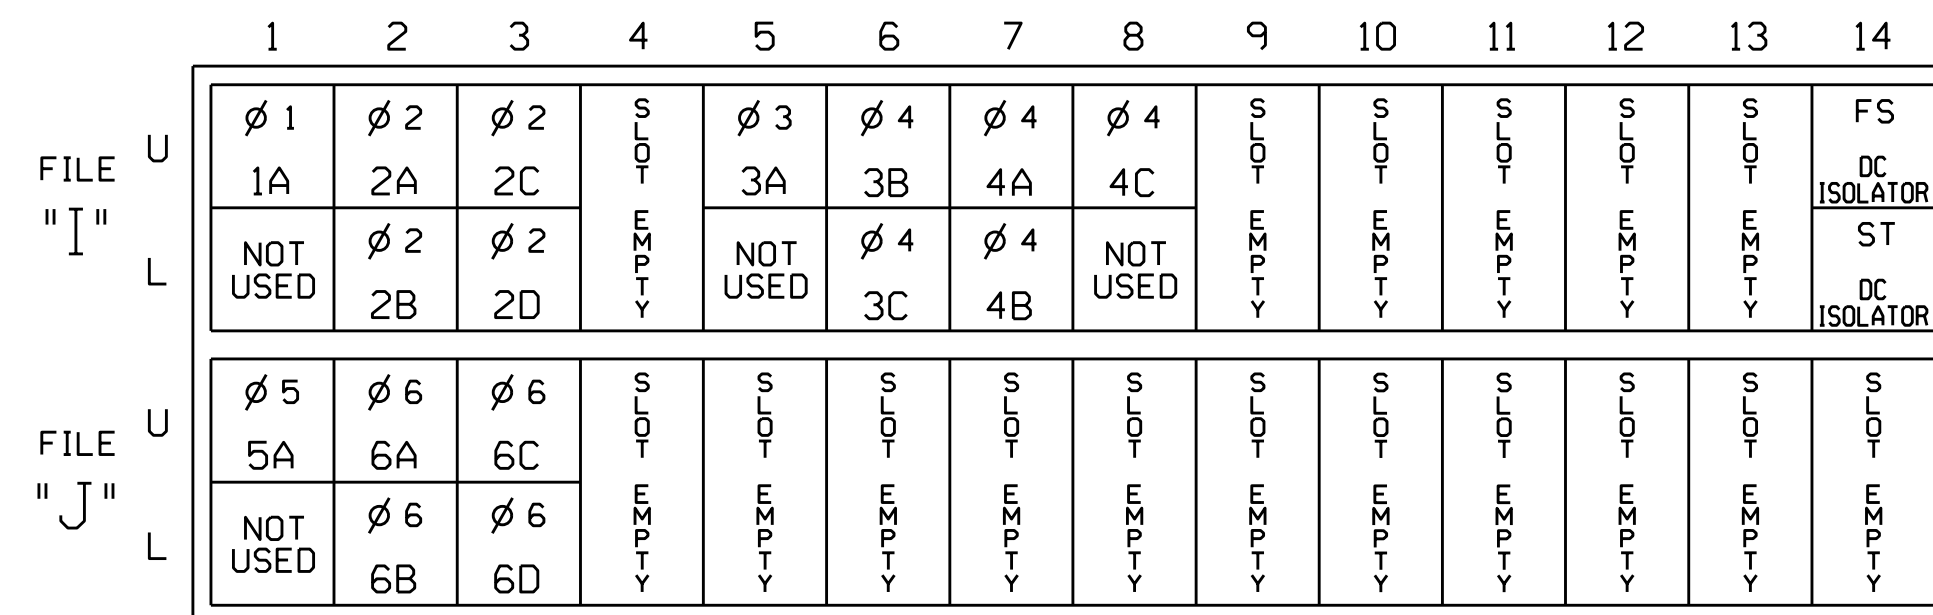 1 2 3 4 5 6 7 8 9 10 11 12 13 14
FILE
"I"
U
L
Ø 1
1A
NOT
USED
Ø 2
2A
Ø 2
2B
Ø 2
2C
Ø 2
2D
SLOT EMPTY
Ø 3
3A
NOT
USED
Ø 4
3B
Ø 4
3C
Ø 4
4A
Ø 4
4B
Ø 4
4C
NOT
USED
SLOT EMPTY
SLOT EMPTY
SLOT EMPTY
SLOT EMPTY
SLOT EMPTY
FS
DC
ISOLATOR
ST
DC
ISOLATOR
FILE
"J"
U
L
Ø 5
5A
NOT
USED
Ø 6
6A
Ø 6
6B
Ø 6
6C
Ø 6
6D
SLOT EMPTY
SLOT EMPTY
SLOT EMPTY
SLOT EMPTY
SLOT EMPTY
SLOT EMPTY
SLOT EMPTY
SLOT EMPTY
SLOT EMPTY
SLOT EMPTY
SLOT EMPTY